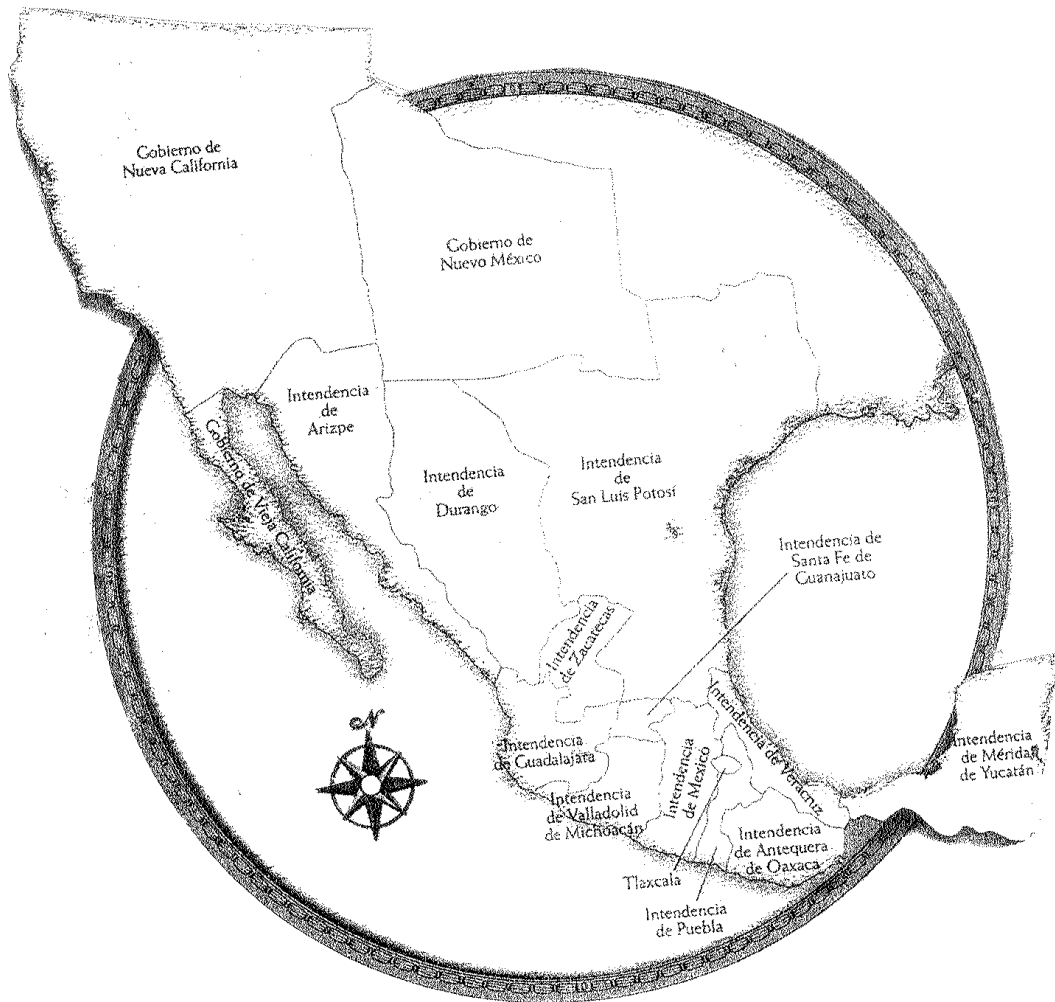 Gobierno de
Nueva California
Gobierno de
Nuevo México
Intendencia
de
Arizpe
Gobierno de Vieja California
Intendencia
de
Durango
Intendencia
de
San Luis Potosí
Intendencia de
Santa Fe de
Guanajuato
Intendencia
de Zacatecas
Intendencia
de Guadalajara
Intendencia
de Valladolid
de Michoacán
Intendencia
de Mexico
Intendencia de Veracruz
Intendencia
de Mérida
de Yucatán
Intendencia
de Antequera
de Oaxaca
Tlaxcala
Intendencia
de Puebla
N